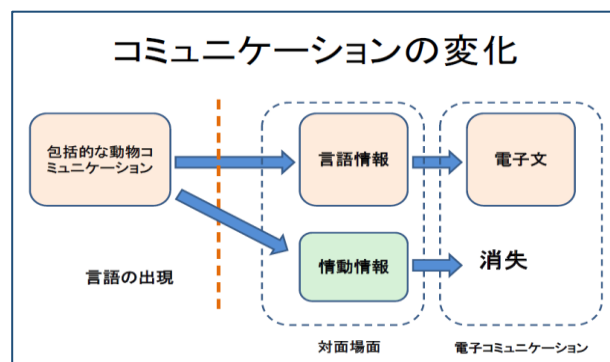 コミュニケーションの変化
包括的な動物コ
ミュニケーション
言語情報
電子文
情動情報
消失
言語の出現
対面場面
電子コミュニケーション